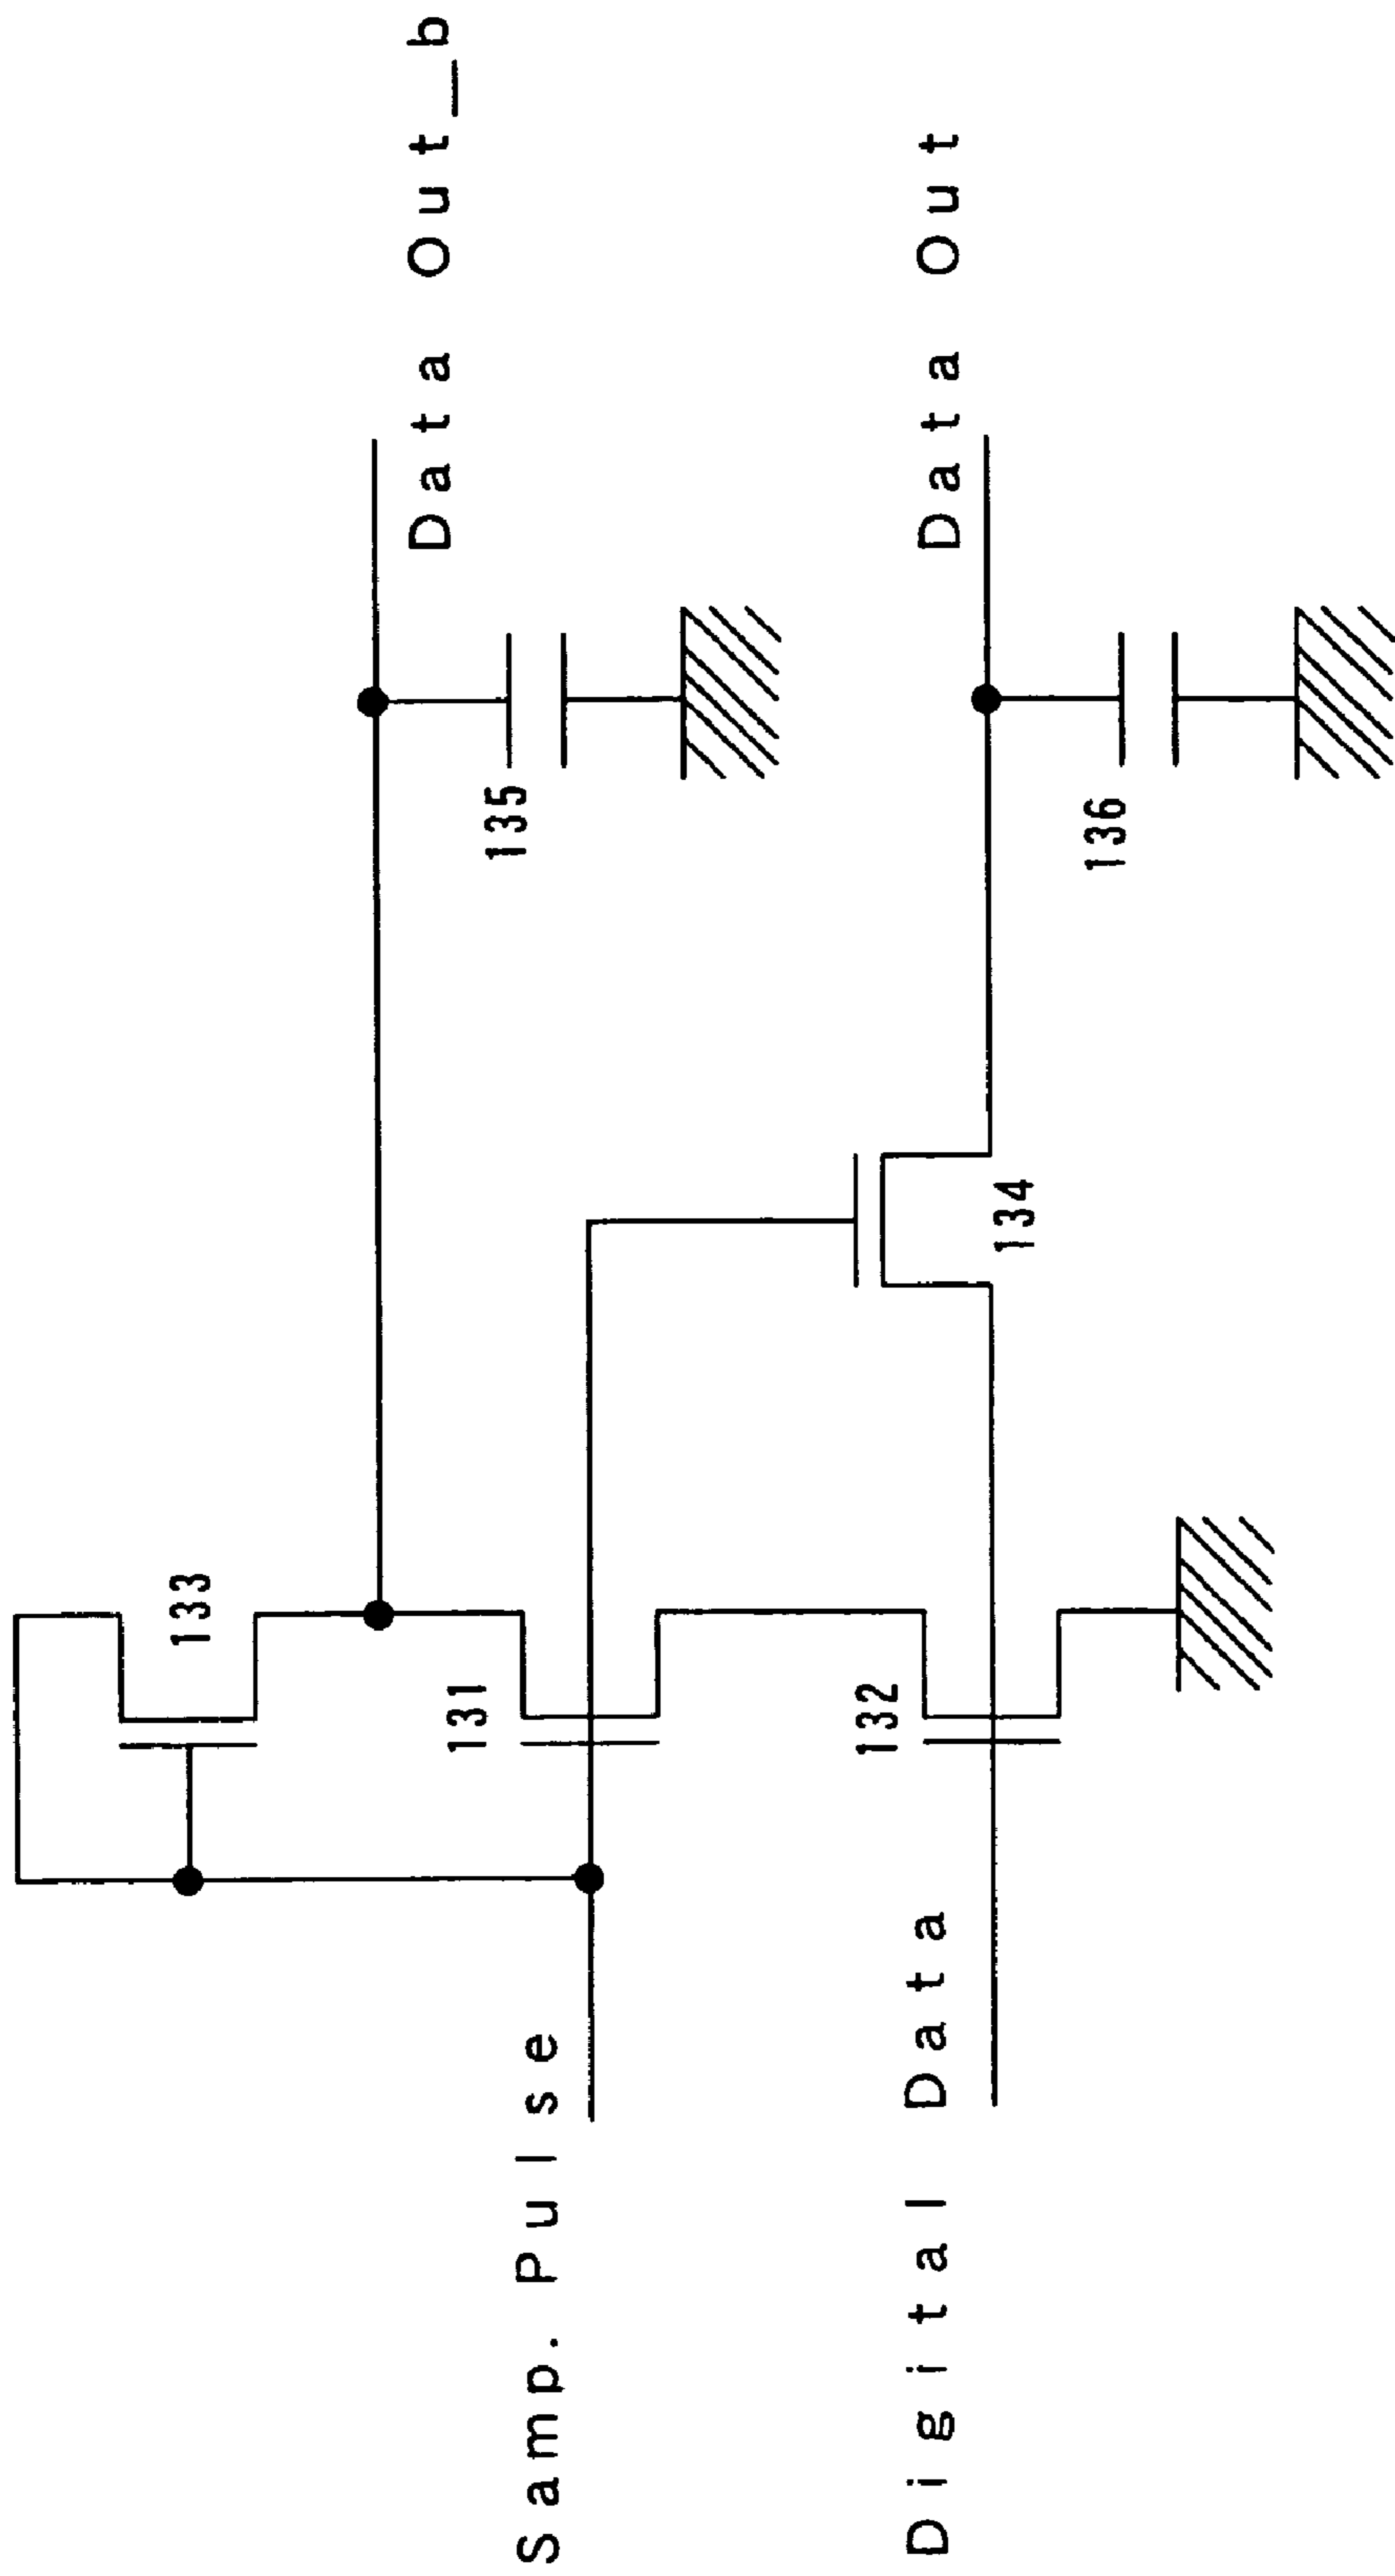 133
131
Samp. Pulse
132
Digital Data
134
135
Data Out_b
136
Data Out